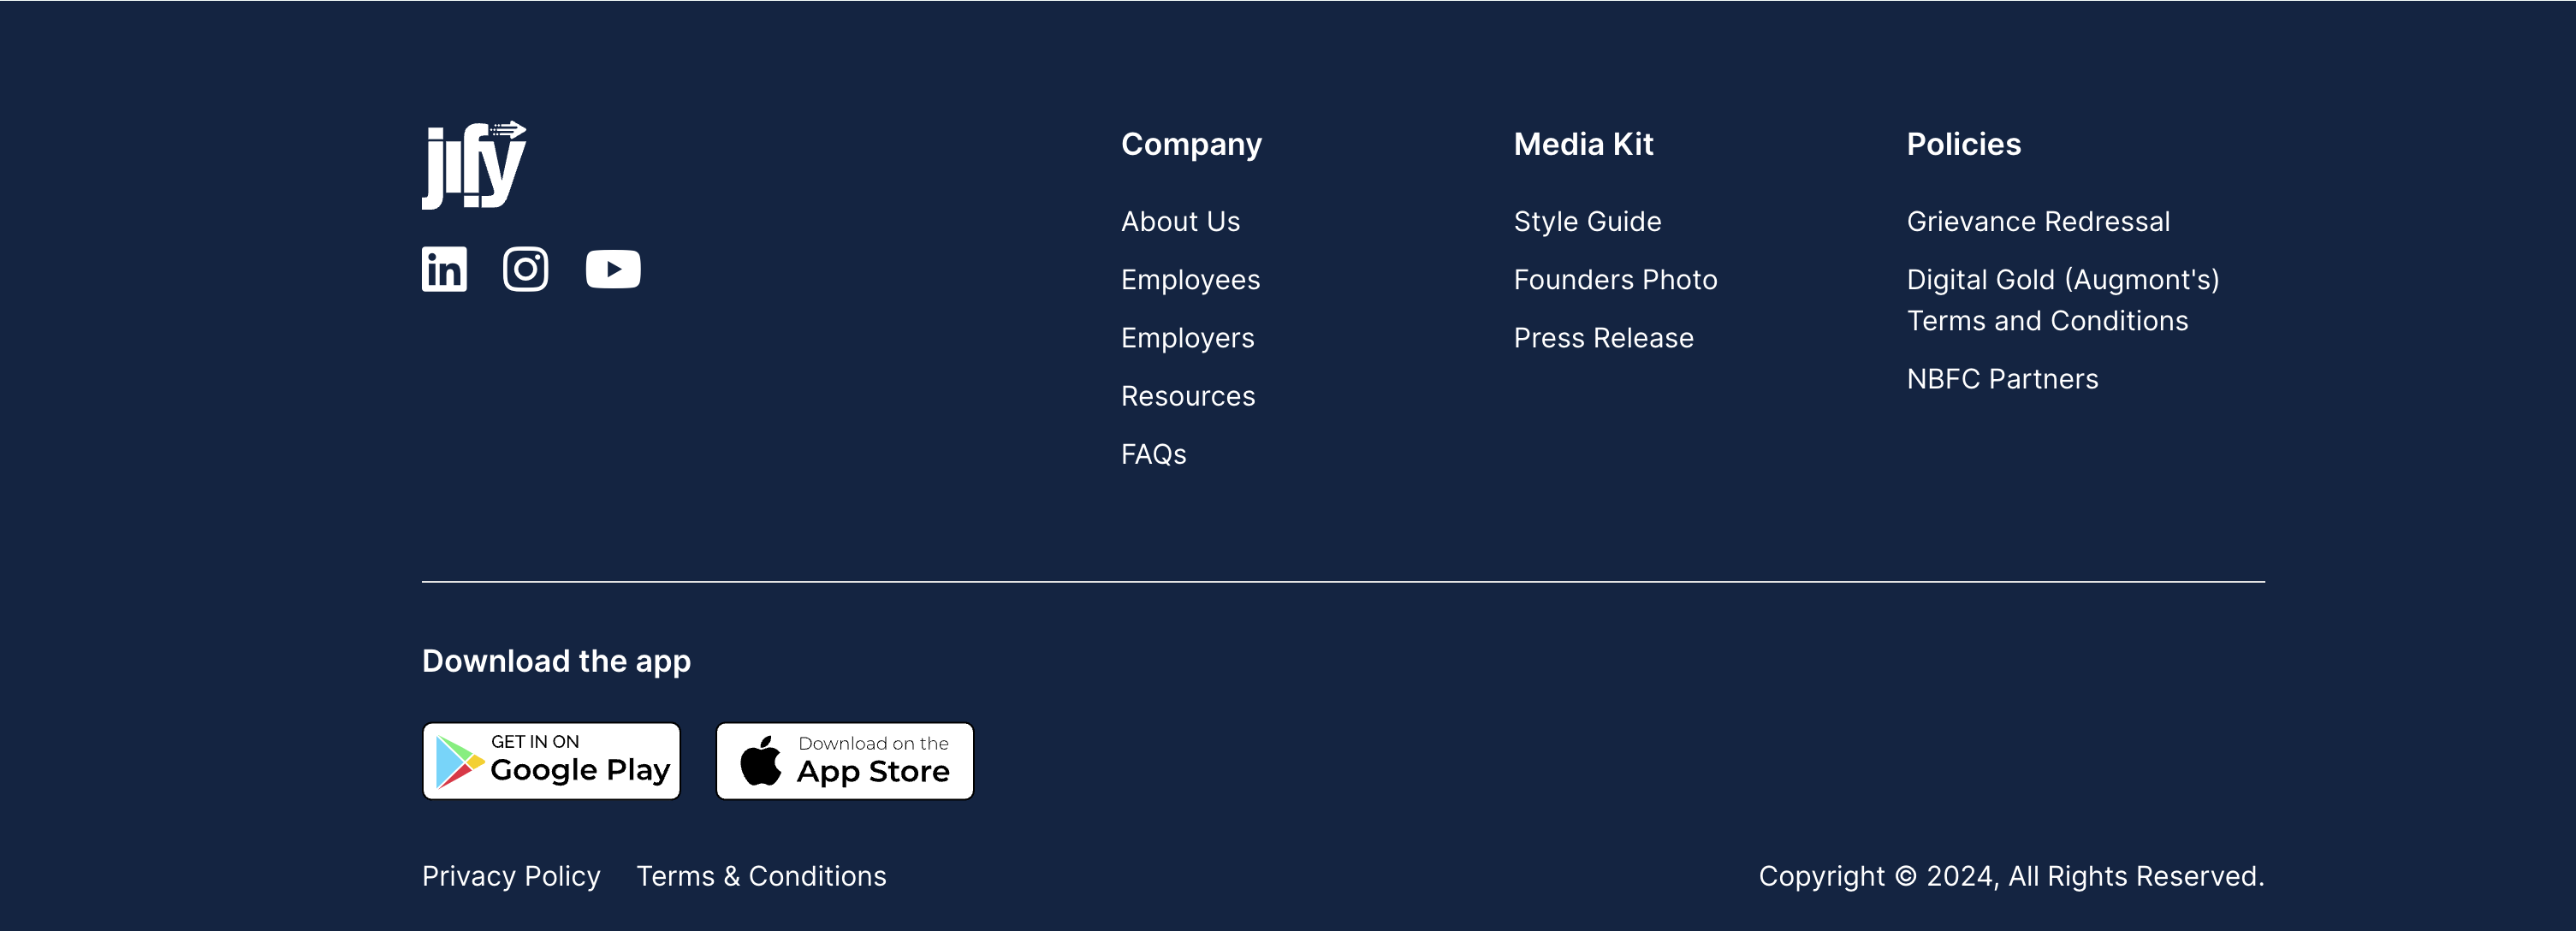 jify
in
Company
About Us
Employees
Employers
Resources
FAQs
Media Kit
Style Guide
Founders Photo
Press Release
Policies
Grievance Redressal
Digital Gold (Augmont's)
Terms and Conditions
NBFC Partners
Download the app
GET IN ON
Google Play
Download on the
App Store
Privacy Policy
Terms & Conditions
Copyright © 2024, All Rights Reserved.